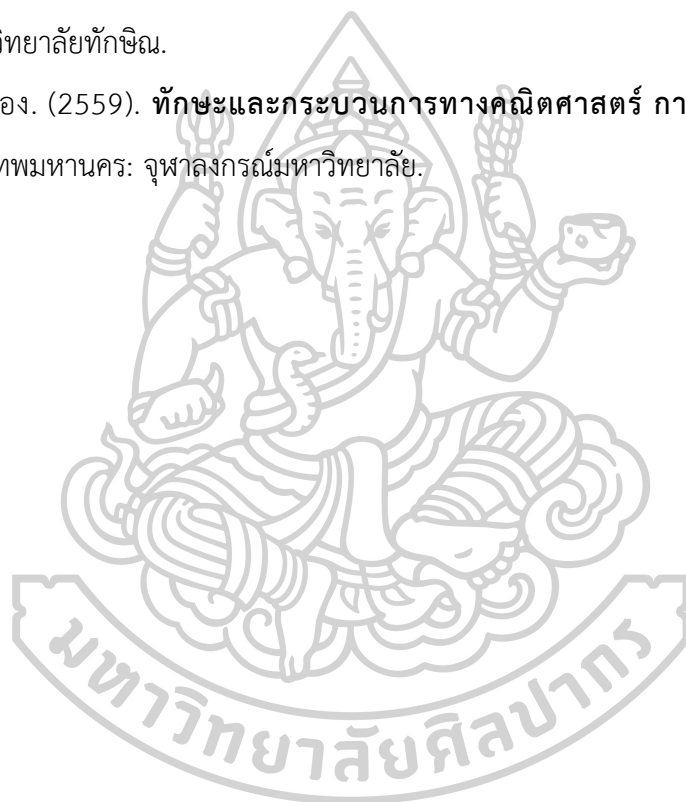 วิทยาลัยทักษิณ.
อง. (2559). ทักษะและกระบวนการทางคณิตศาสตร์ กา
ทพมหานคร: จุฬาลงกรณ์มหาวิทยาลัย.
มหาวิทยาลัยศิลปากร